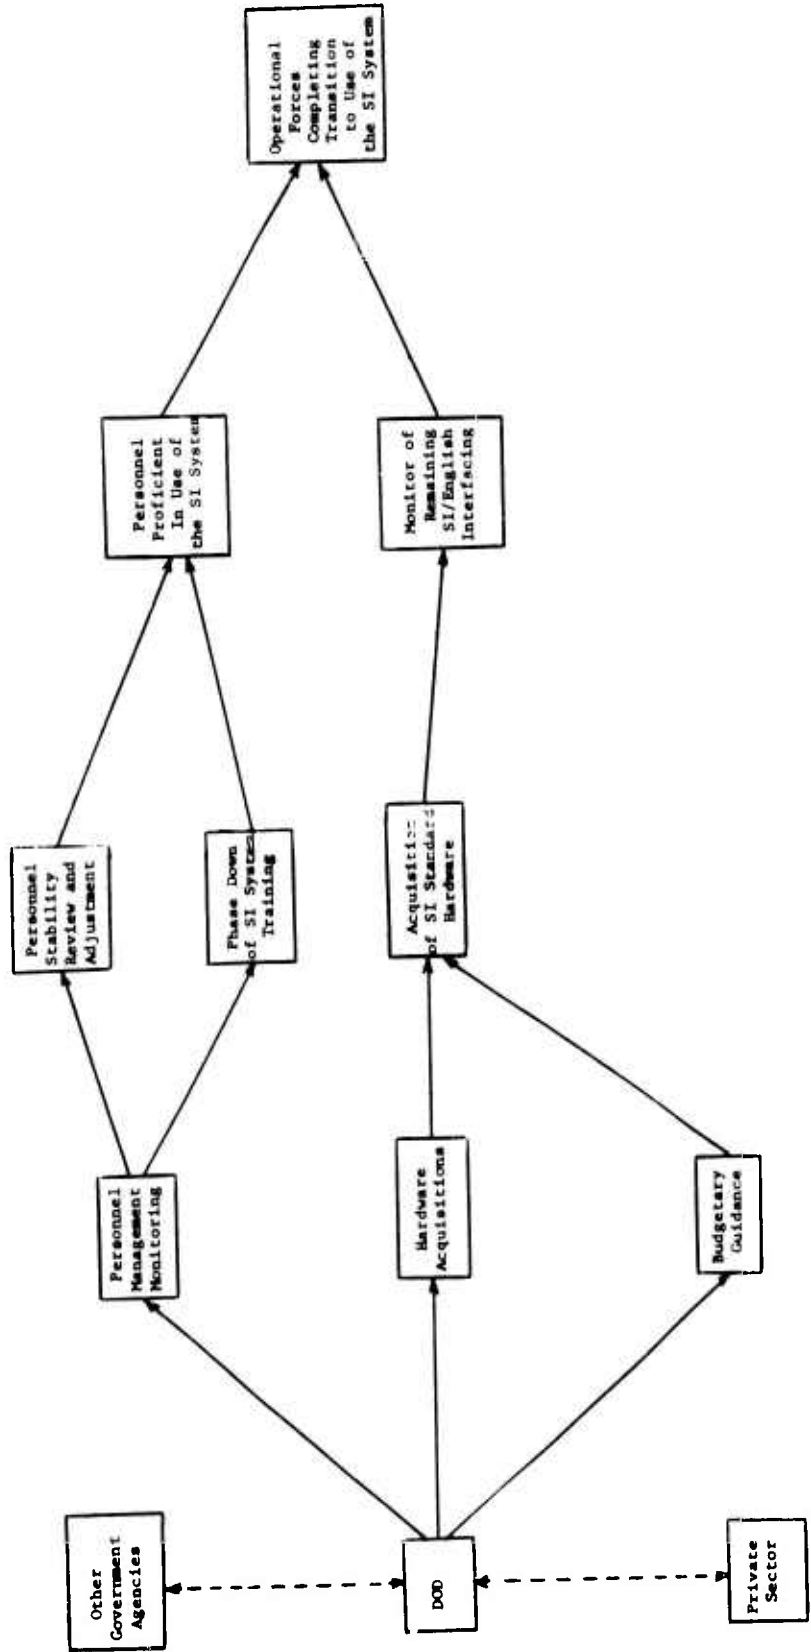 Operational
Forces
Completing
Transition
to Use of
the SI System
Personnel
Proficient
In Use of
the SI System
Monitor of
Remaining
SI/English
Interfacing
Personnel
Stability
Review and
Adjustment
Phase Down
of SI System
Training
Acquisition
of SI Standard
Hardware
Personnel
Management
Monitoring
Hardware
Acquisitions
Budgetary
Guidance
Other
Government
Agencies
DOD
Private
Sector